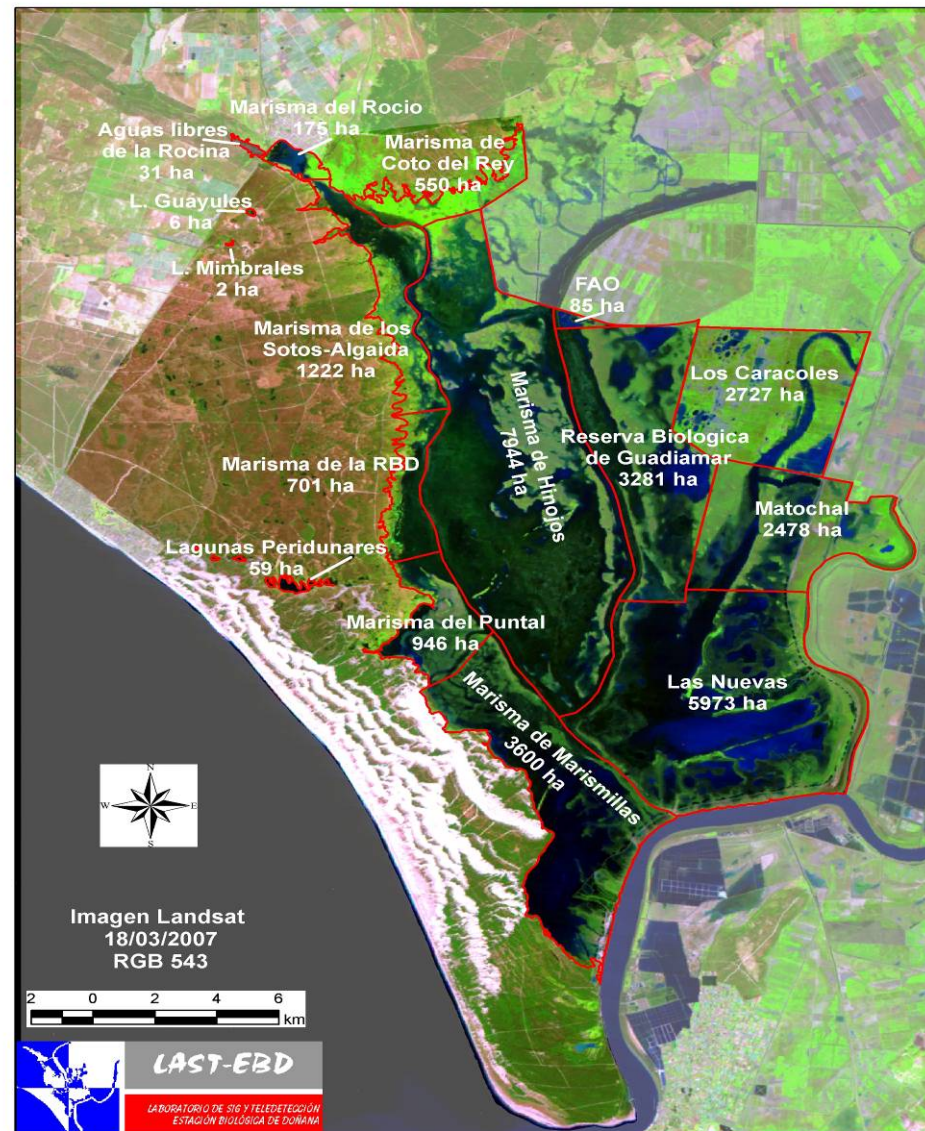 Marisma del Rocio
175 ha
Aguas libres
de la Rocina
31 ha
Marisma de
Coto del Rey
550 ha
L. Guayules
6 ha
L. Mimbrales
2 ha
FAO
85 ha
Marisma de los
Sotos-Algaida
1222 ha
Los Caracoles
2727 ha
Marisma de Hinojos
7944 ha
Reserva Biologica
de Guadiamar
3281 ha
Marisma de la RBD
701 ha
Matochal
2478 ha
Lagunas Peridunares
59 ha
Marisma del Puntal
946 ha
Las Nuevas
5973 ha
Marisma de Marismillas
3600 ha
N
W E
S
Imagen Landsat
18/03/2007
RGB 543
2 0 2 4 6
km
LAST-EBD
LABORATORIO DE SIG Y TELEDETECCIÓN
ESTACIÓN BIOLÓGICA DE DOÑANA